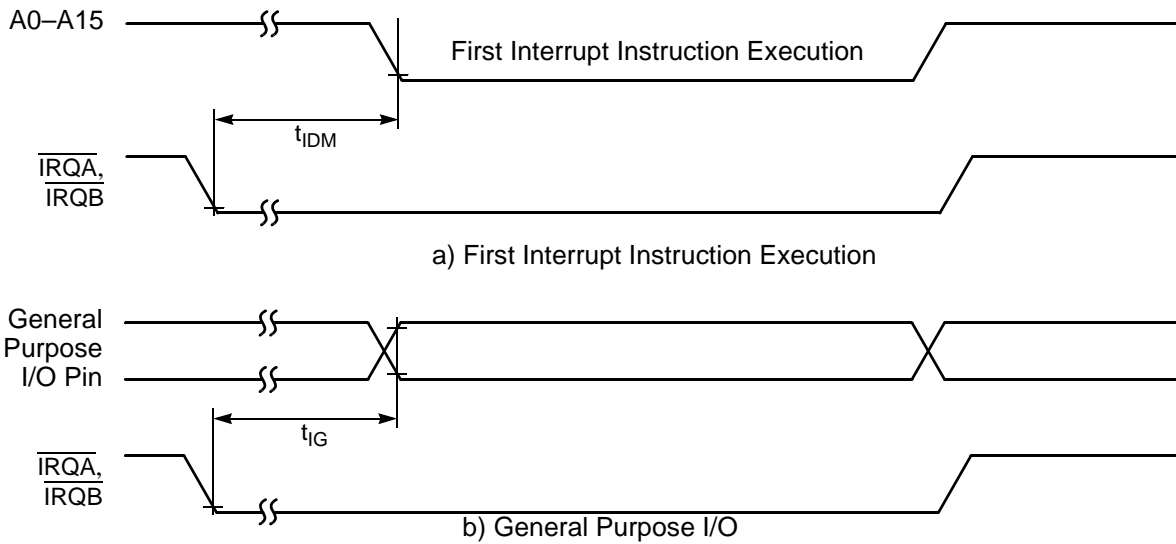 A0–A15
First Interrupt Instruction Execution
tIDM
IRQA,
IRQB
a) First Interrupt Instruction Execution
General
Purpose
I/O Pin
tIG
IRQA,
IRQB
b) General Purpose I/O